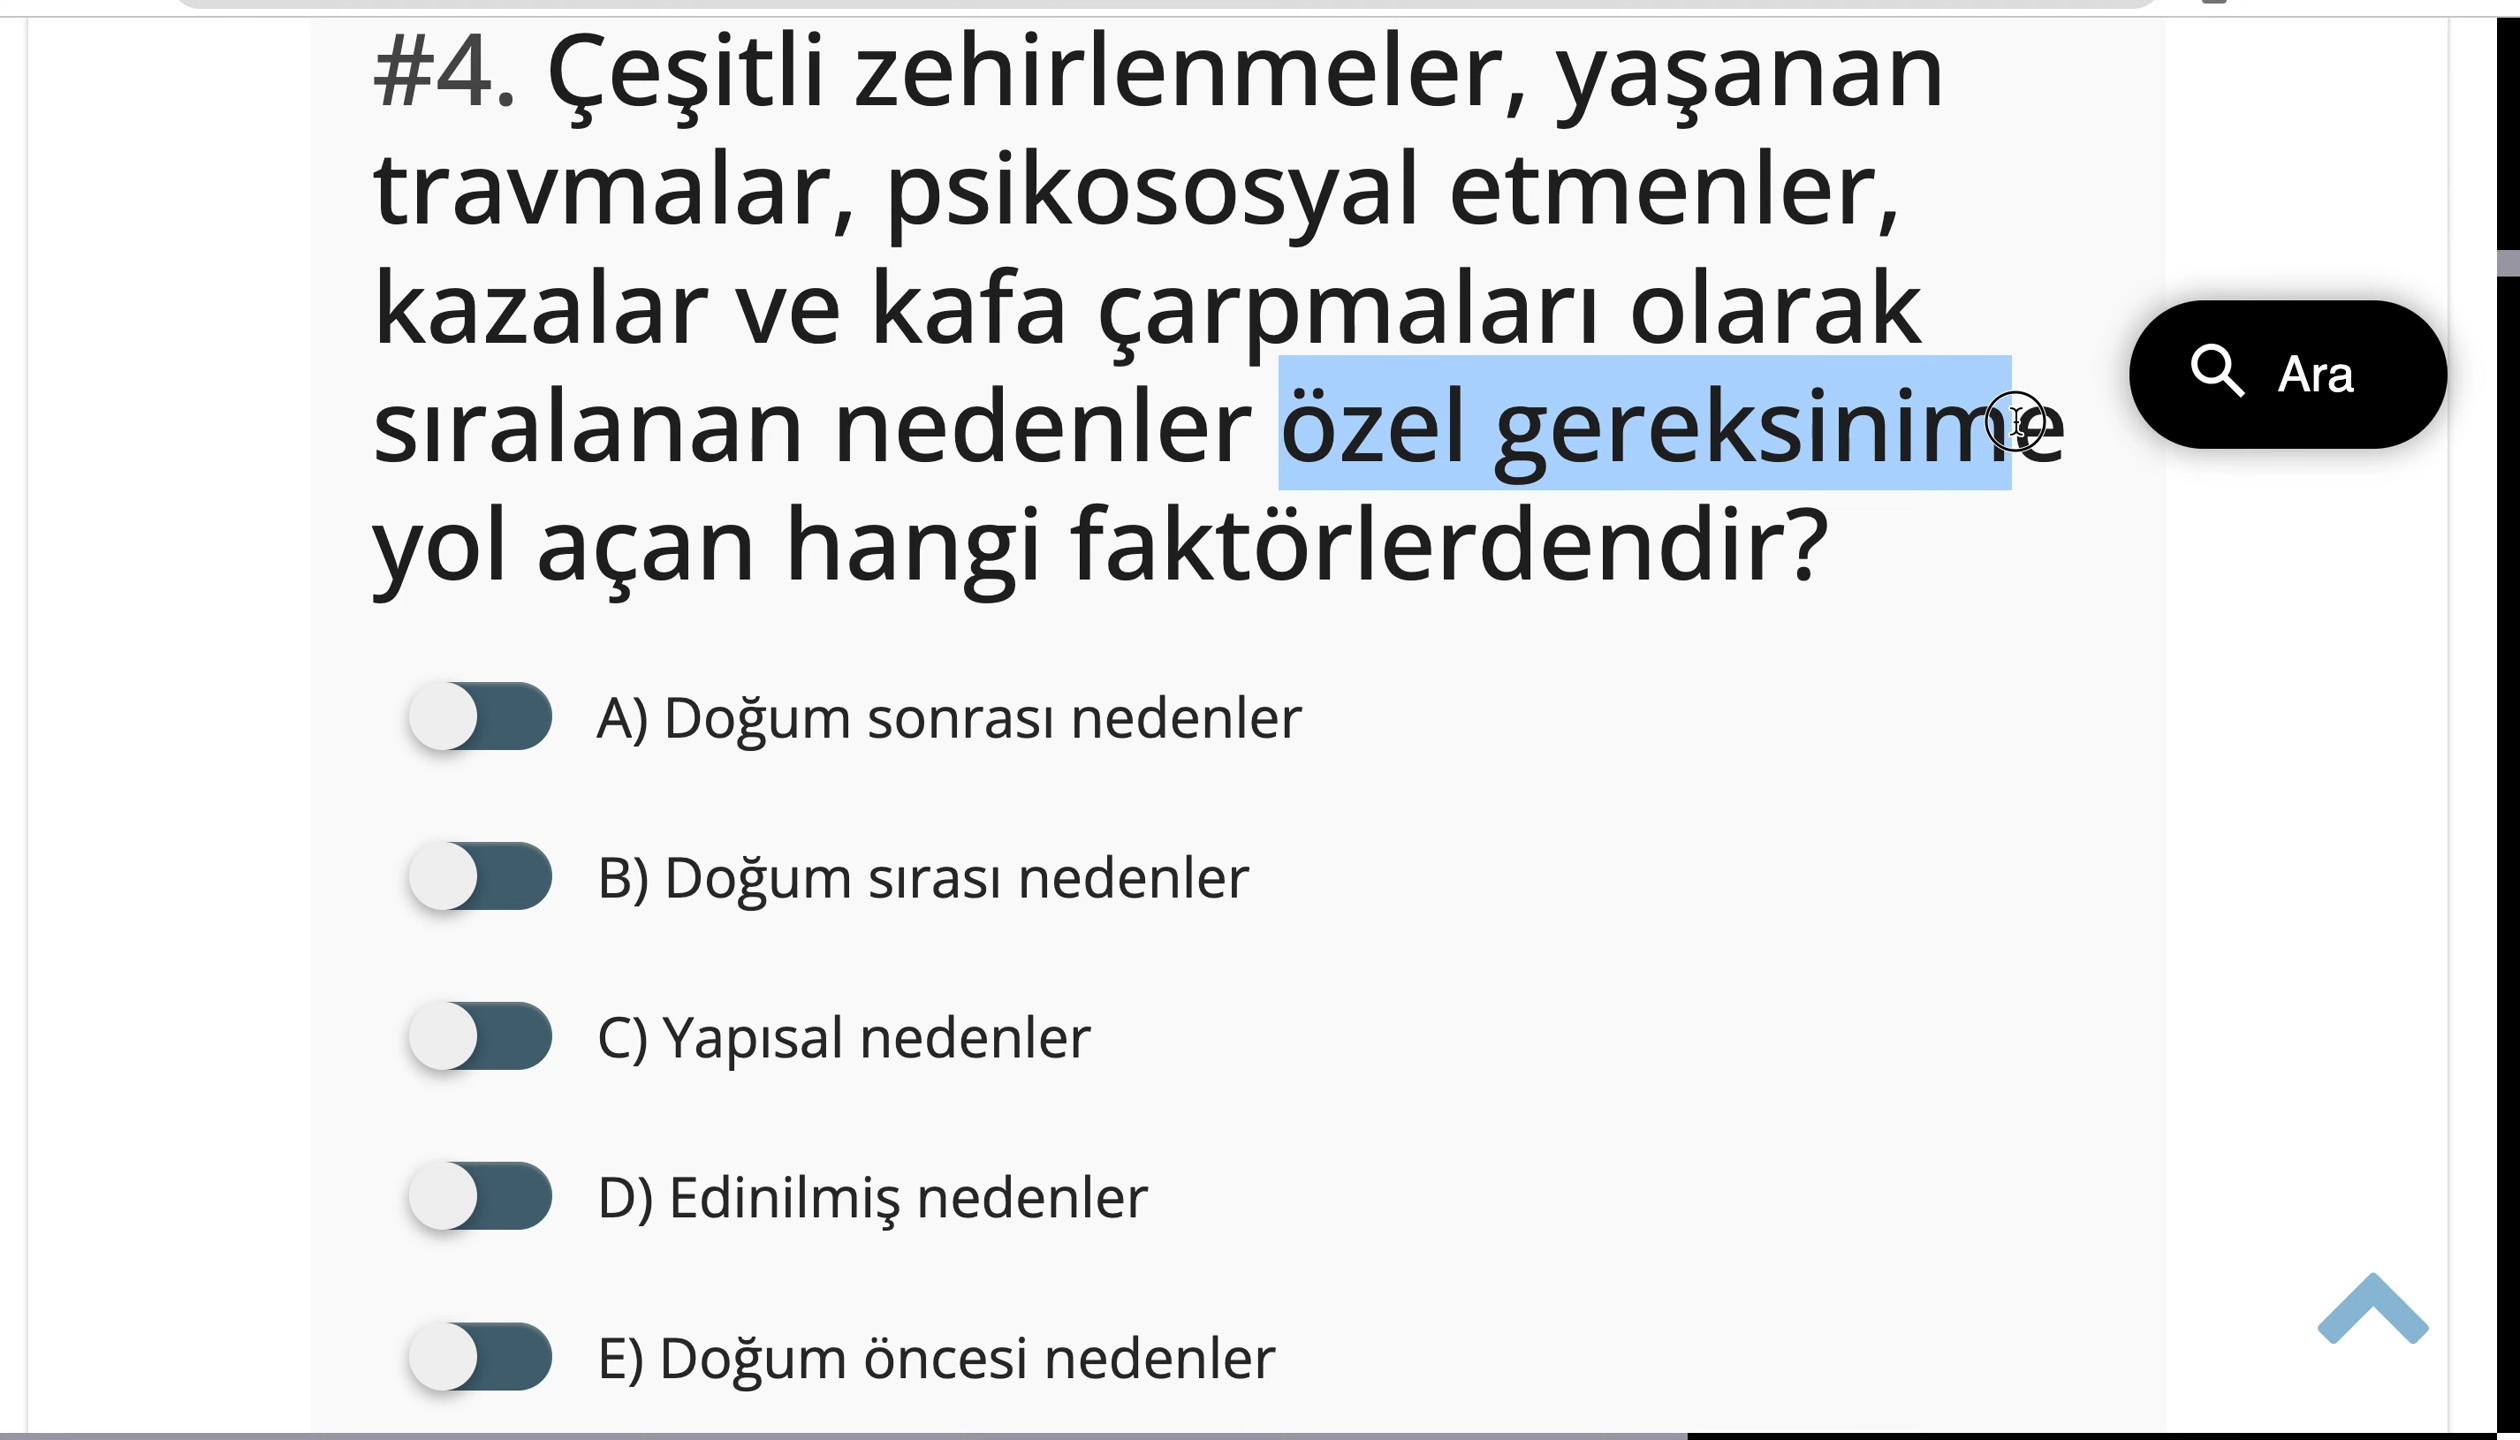 #4. Çeşitli zehirlenmeler, yaşanan
travmalar, psikososyal etmenler,
kazalar ve kafa çarpmaları olarak
sıralanan nedenler özel gereksinime
yol açan hangi faktörlerdendir?
Ara
A) Doğum sonrası nedenler
B) Doğum sırası nedenler
C) Yapısal nedenler
D) Edinilmiş nedenler
E) Doğum öncesi nedenler